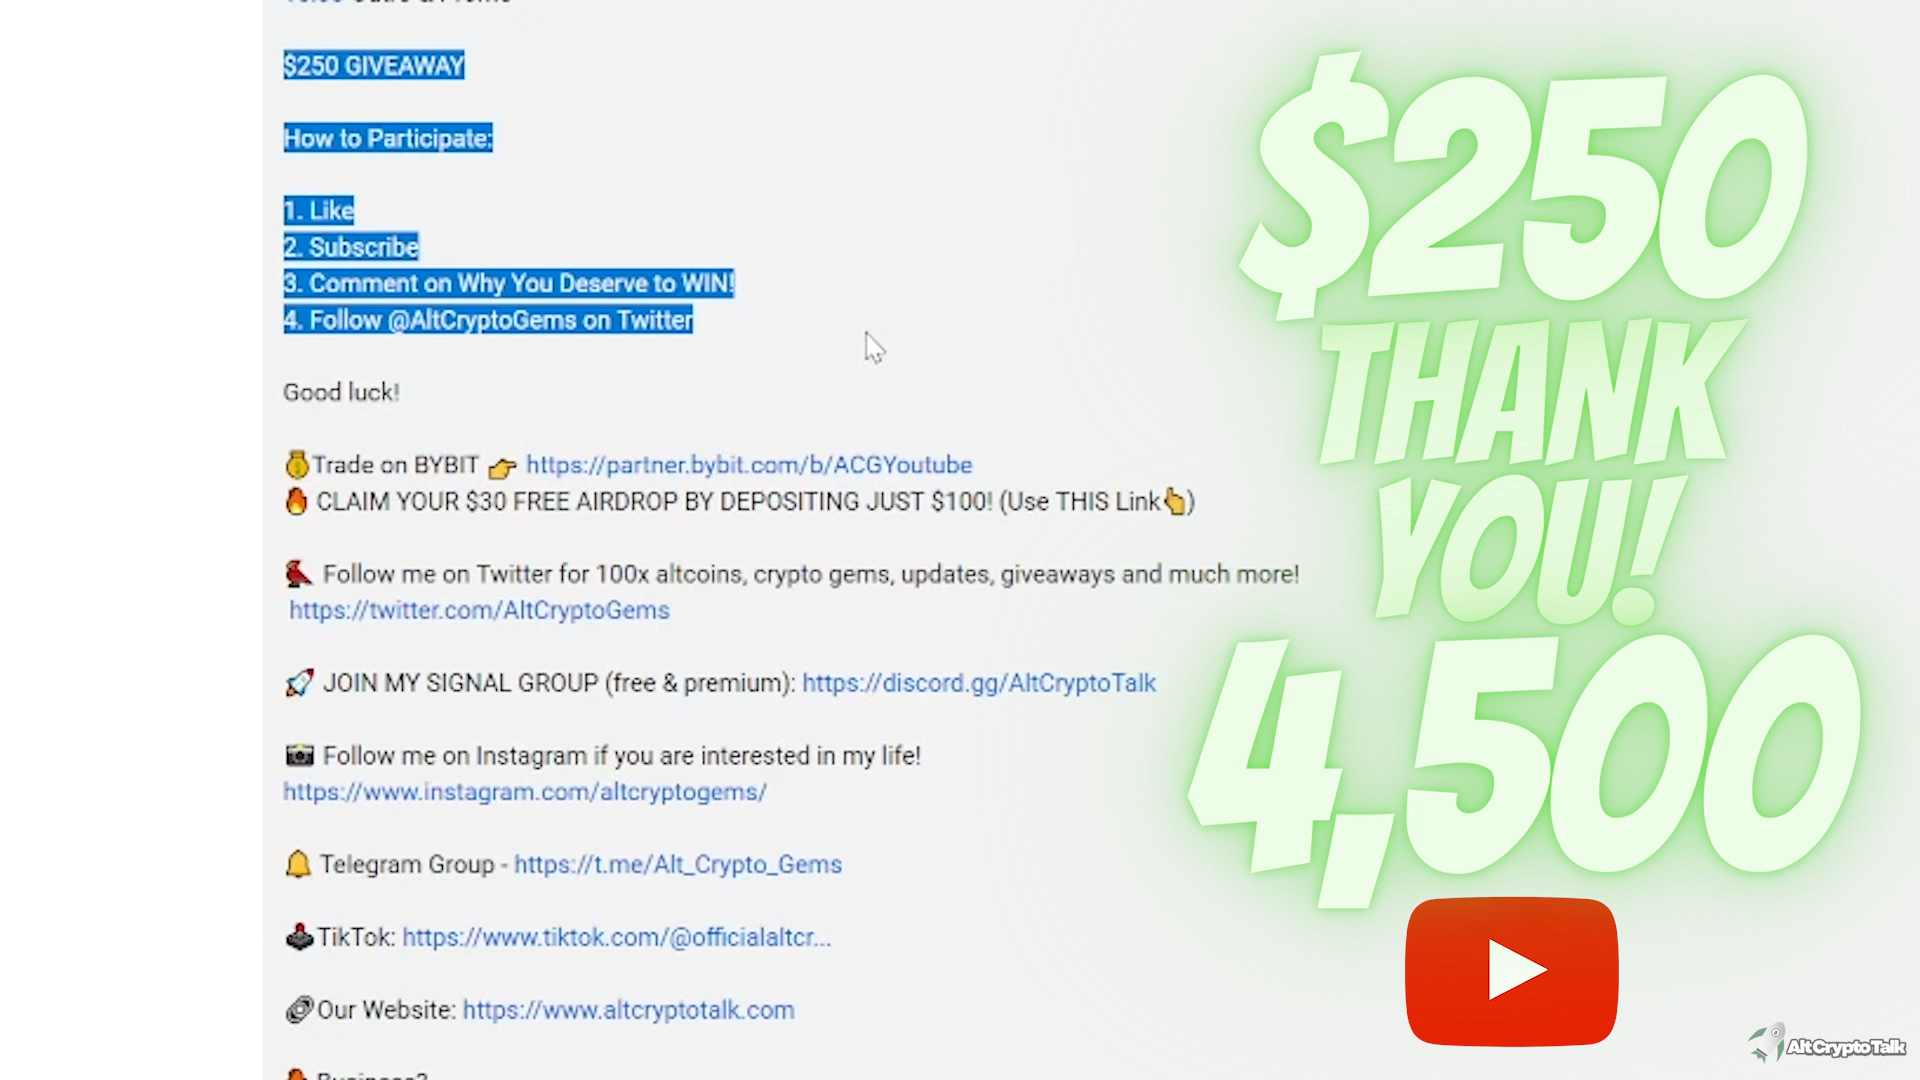 $250 GIVEAWAY
How to Participate:
1. Like
2. Subscribe
3. Comment on Why You Deserve to WIN!
4. Follow @AltCryptoGems on Twitter
Good luck!
Trade on BYBIT https://partner.bybit.com/b/ACGYoutube
CLAIM YOUR $30 FREE AIRDROP BY DEPOSITING JUST $100! (Use THIS Link)
Follow me on Twitter for 100x altcoins, crypto gems, updates, giveaways and much more!
https://twitter.com/AltCryptoGems
JOIN MY SIGNAL GROUP (free & premium): https://discord.gg/AltCryptoTalk
Follow me on Instagram if you are interested in my life!
https://www.instagram.com/altcryptogems/
Telegram Group - https://t.me/Alt_Crypto_Gems
TikTok: https://www.tiktok.com/@officialaltcr...
Our Website: https://www.altcryptotalk.com
Business?
$250
THANK
YOU!
4,500
AltCryptoTalk